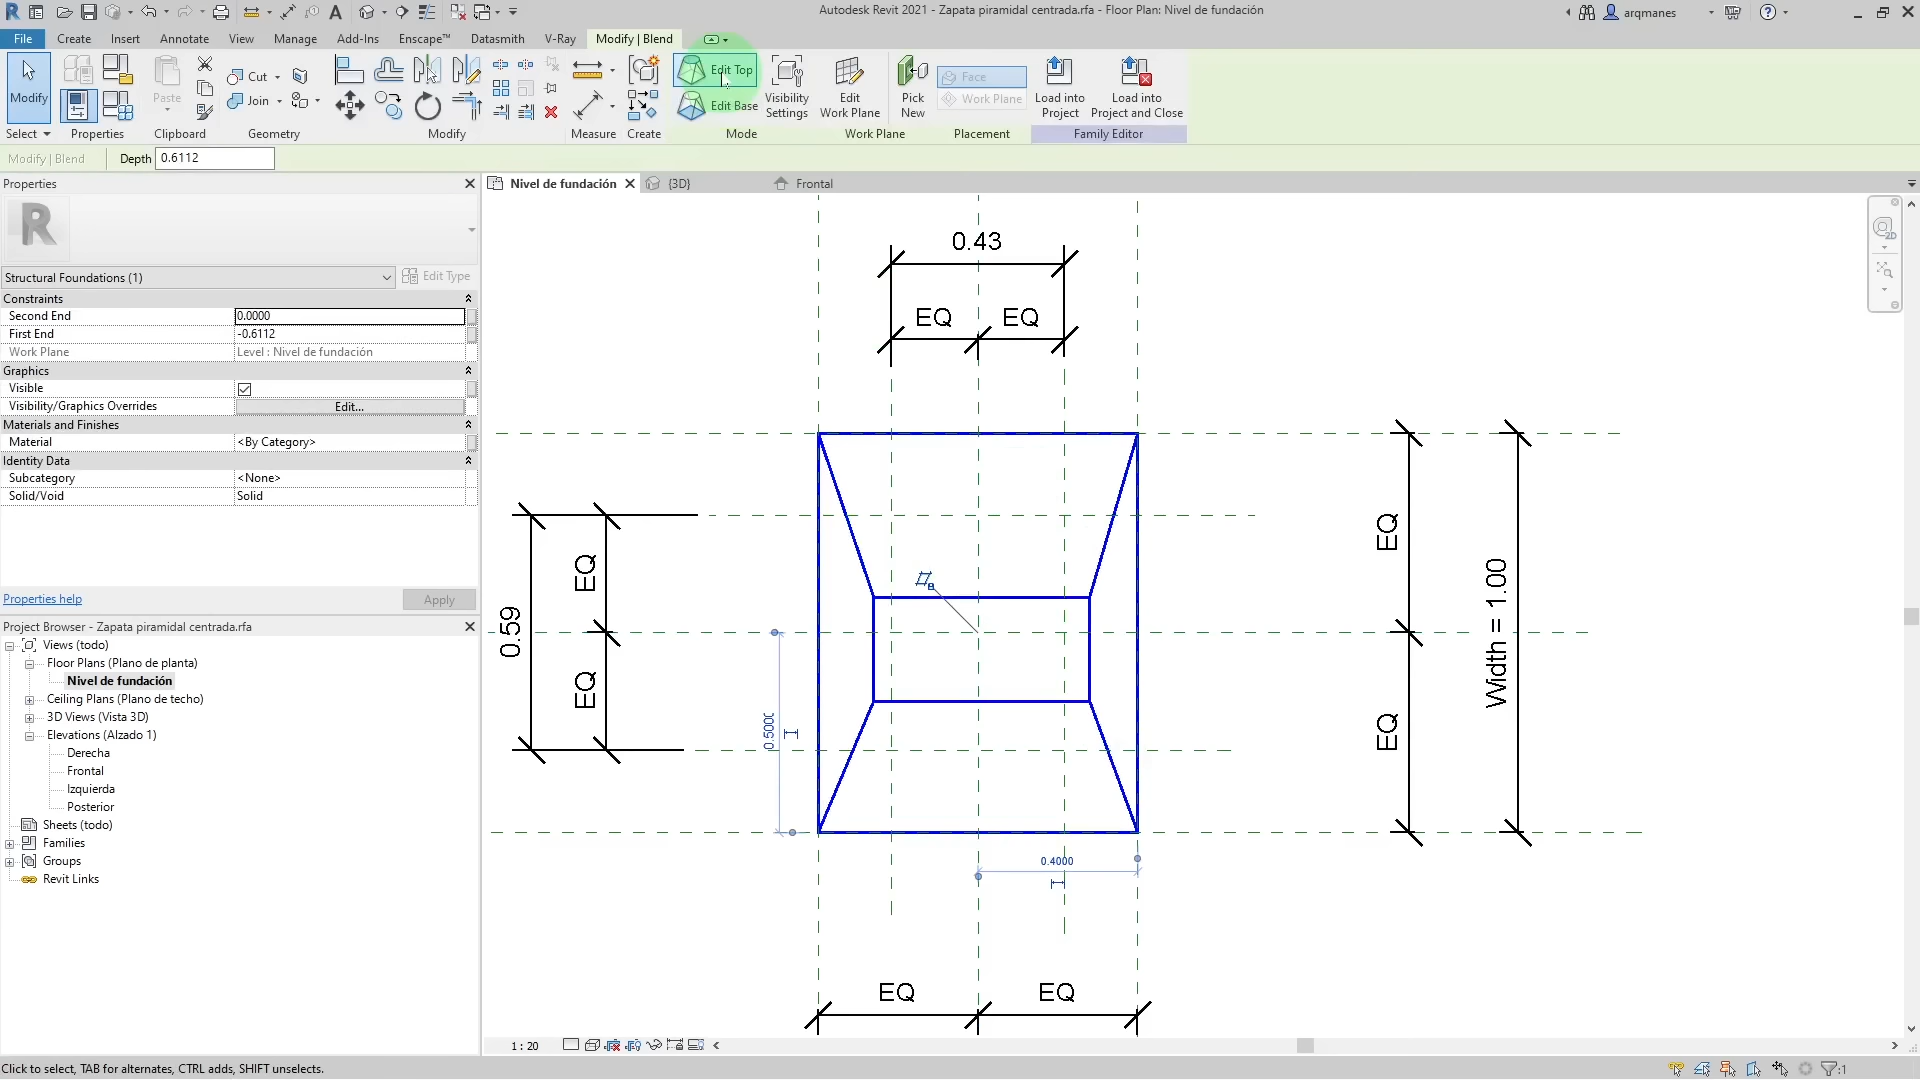 Autodesk Revit 2021 - Zapata piramidal centrada.rfa - Floor Plan: Nivel de fundación
arqmanes
File Create Insert Annotate View Manage Add-Ins Enscape™ Datasmith V-Ray Modify | Blend
Modify
Paste
Cut
Join
Edit Top
Edit Base
Visibility Settings
Edit Work Plane
Pick New
Face
Work Plane
Load into Project
Load into Project and Close
Select Properties Clipboard Geometry Modify Measure Create Mode Work Plane Placement Family Editor
Modify | Blend Depth 0.6112
Properties
Nivel de fundación {3D} Frontal
R
Structural Foundations (1) Edit Type
Constraints
Second End 0.0000
First End -0.6112
Work Plane Level : Nivel de fundación
Graphics
Visible
Visibility/Graphics Overrides Edit...
Materials and Finishes
Material <By Category>
Identity Data
Subcategory <None>
Solid/Void Solid
Properties help Apply
Project Browser - Zapata piramidal centrada.rfa
Views (todo)
Floor Plans (Plano de planta)
Nivel de fundación
Ceiling Plans (Plano de techo)
3D Views (Vista 3D)
Elevations (Alzado 1)
Derecha
Frontal
Izquierda
Posterior
Sheets (todo)
Families
Groups
Revit Links
0.43
EQ EQ
0.59
EQ
EQ
0.5000
0.4000
EQ
EQ
Width = 1.00
EQ EQ
2D
1 : 20
Click to select, TAB for alternates, CTRL adds, SHIFT unselects.
:1